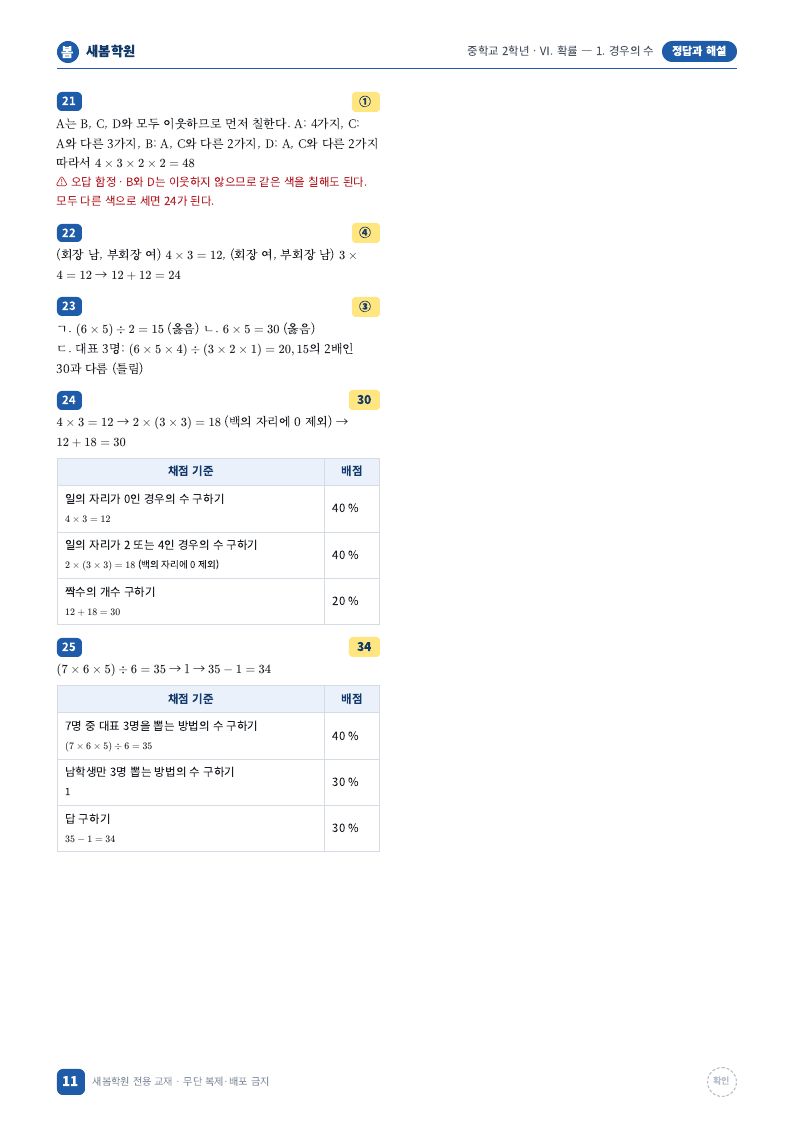 봄 새봄학원
중학교 2학년 · Ⅵ. 확률 — 1. 경우의 수 정답과 해설
21 ①
A는 B, C, D와 모두 이웃하므로 먼저 칠한다. A: 4가지, C:
A와 다른 3가지, B: A, C와 다른 2가지, D: A, C와 다른 2가지
따라서 4 × 3 × 2 × 2 = 48
⚠ 오답 함정 · B와 D는 이웃하지 않으므로 같은 색을 칠해도 된다.
모두 다른 색으로 세면 24가 된다.
22 ④
(회장 남, 부회장 여) 4 × 3 = 12, (회장 여, 부회장 남) 3 ×
4 = 12 → 12 + 12 = 24
23 ③
ㄱ. (6 × 5) ÷ 2 = 15 (옳음) ㄴ. 6 × 5 = 30 (옳음)
ㄷ. 대표 3명: (6 × 5 × 4) ÷ (3 × 2 × 1) = 20, 15의 2배인
30과 다름 (틀림)
24 30
4 × 3 = 12 → 2 × (3 × 3) = 18 (백의 자리에 0 제외) →
12 + 18 = 30
채점 기준 배점
일의 자리가 0인 경우의 수 구하기
4 × 3 = 12
40 %
일의 자리가 2 또는 4인 경우의 수 구하기
2 × (3 × 3) = 18 (백의 자리에 0 제외)
40 %
짝수의 개수 구하기
12 + 18 = 30
20 %
25 34
(7 × 6 × 5) ÷ 6 = 35 → 1 → 35 − 1 = 34
채점 기준 배점
7명 중 대표 3명을 뽑는 방법의 수 구하기
(7 × 6 × 5) ÷ 6 = 35
40 %
남학생만 3명 뽑는 방법의 수 구하기
1
30 %
답 구하기
35 − 1 = 34
30 %
11 새봄학원 전용 교재 · 무단 복제·배포 금지
확인